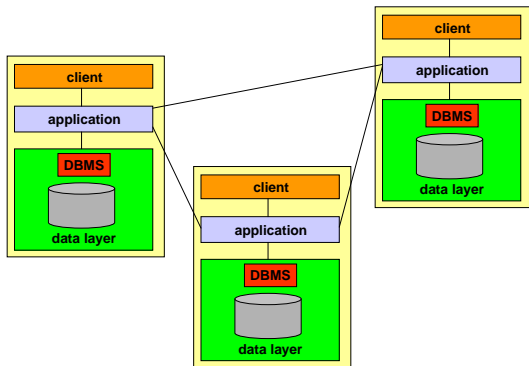 client
application
DBMS
data layer
client
application
DBMS
data layer
client
application
DBMS
data layer